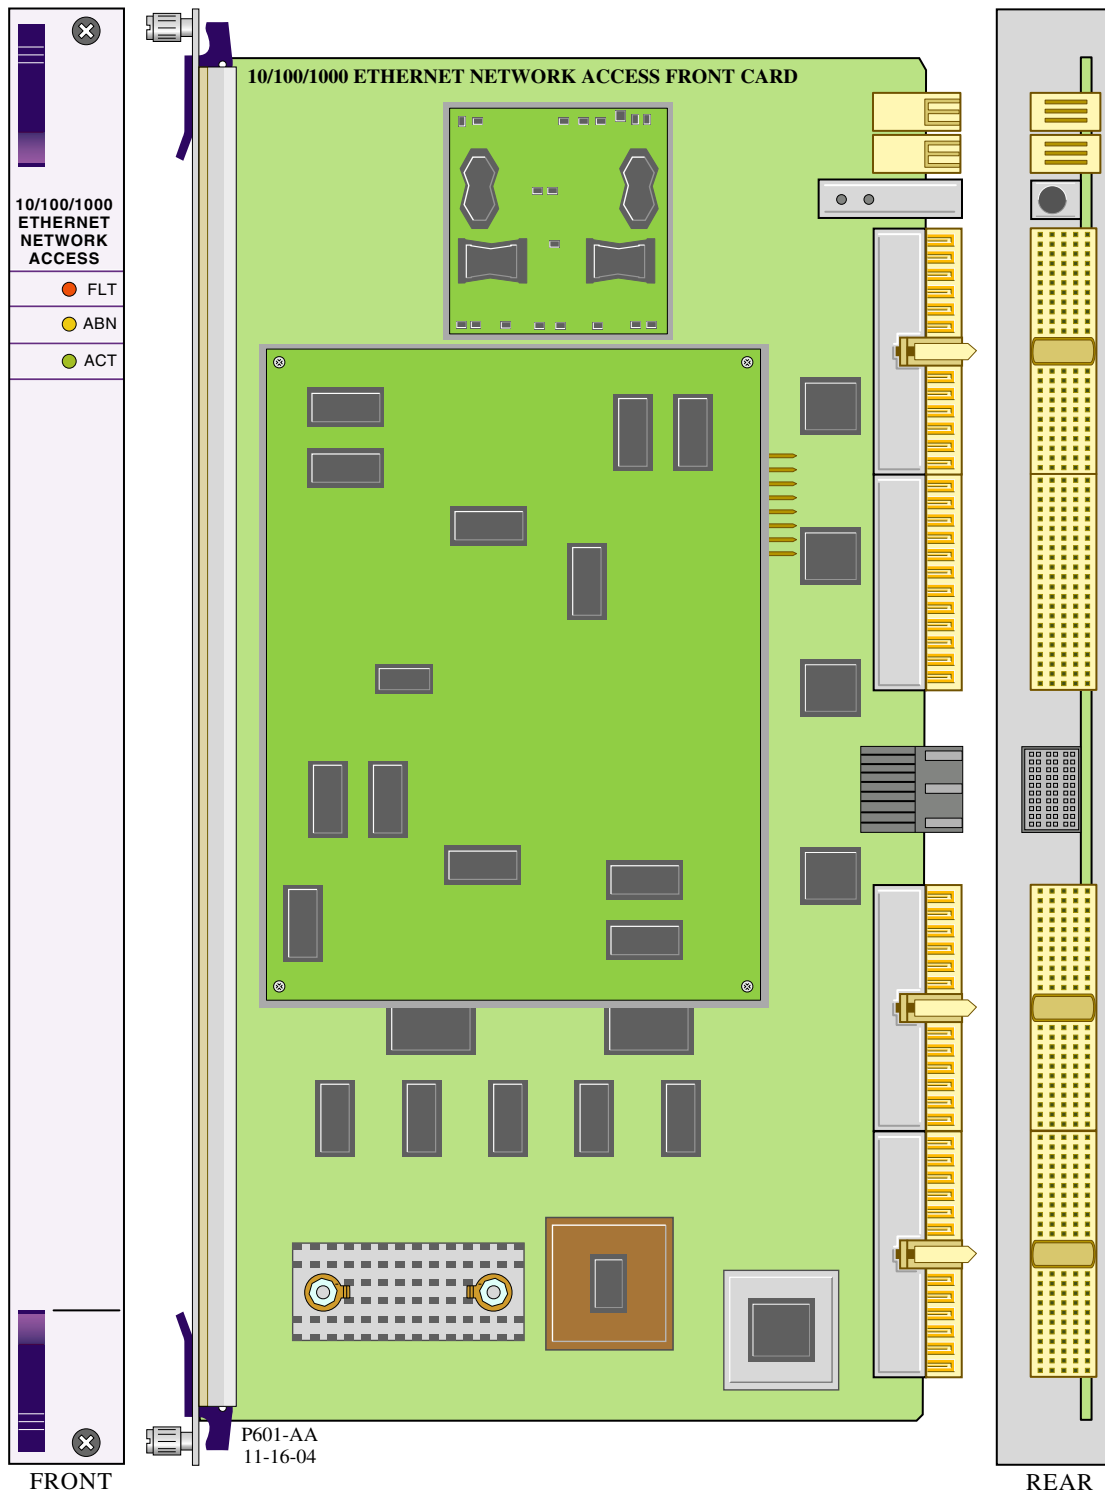 10/100/1000 ETHERNET NETWORK ACCESS FRONT CARD
10/100/1000
ETHERNET
NETWORK
ACCESS
FLT
ABN
ACT
P601-AA
11-16-04
FRONT
REAR